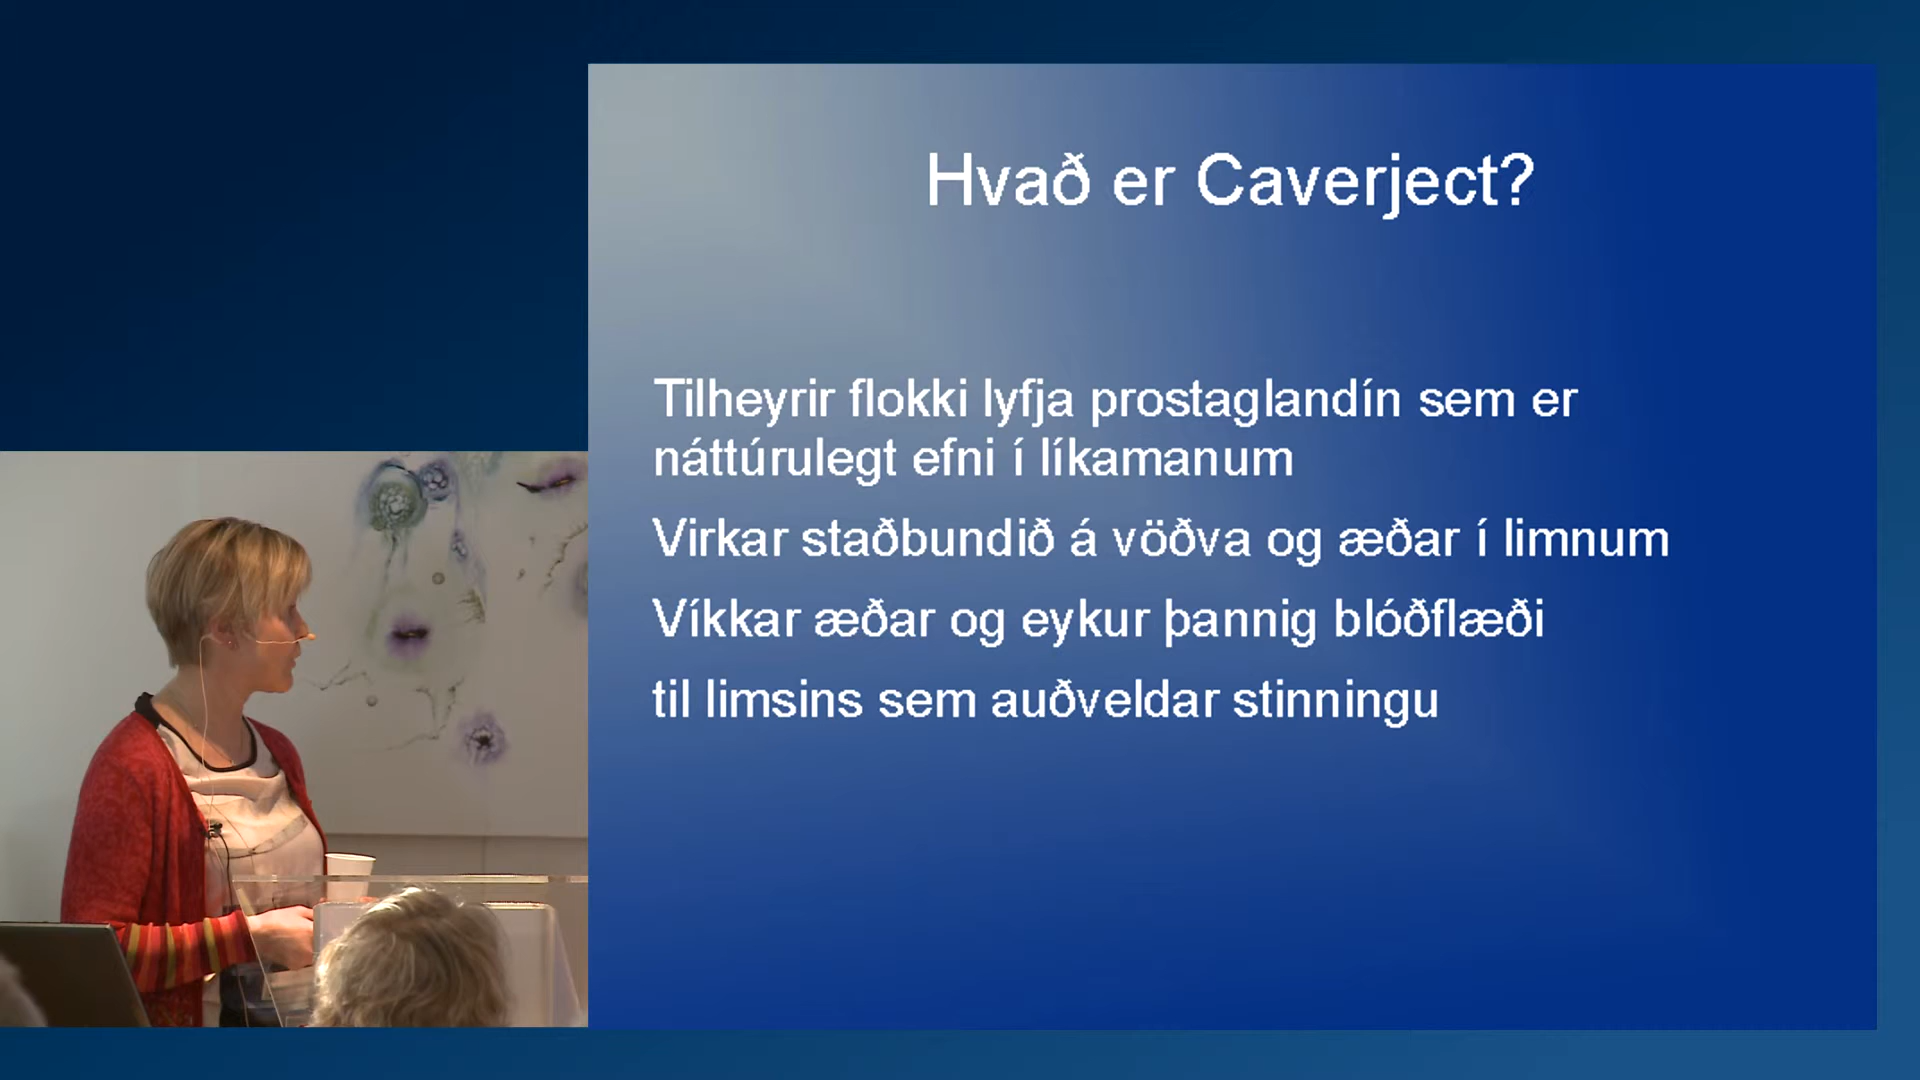 Hvað er Caverject?
Tilheyrir flokki lyfja prostaglandín sem er
náttúrulegt efni í líkamanum
Virkar staðbundið á vöðva og æðar í limnum
Víkkar æðar og eykur þannig blóðflæði
til limsins sem auðveldar stinningu